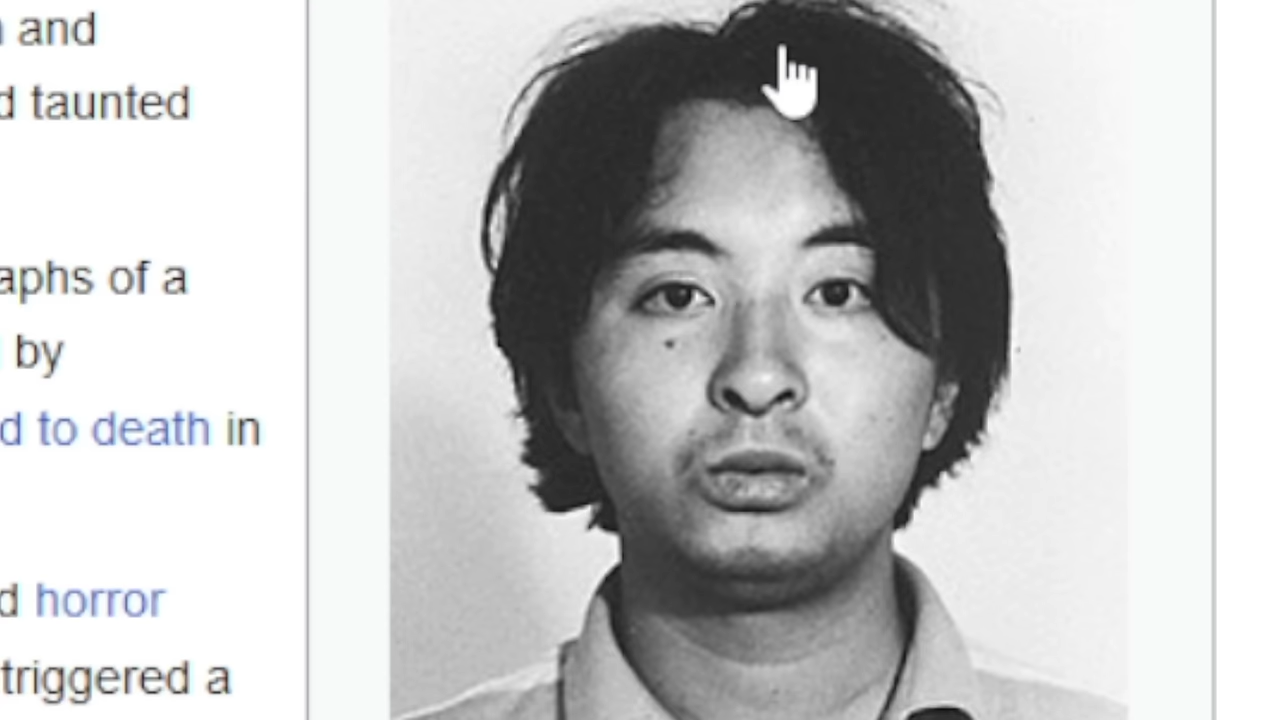 and
taunted
aphs of a
by
d to death in
d horror
triggered a